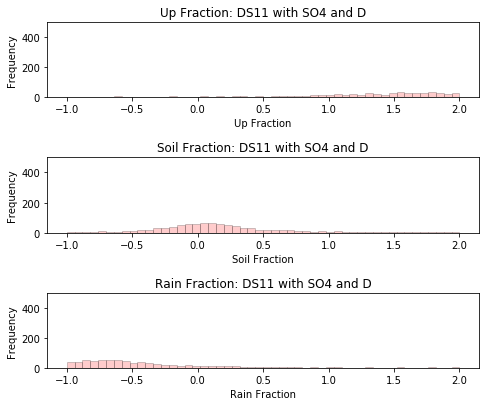 Up Fraction: DS11 with SO4 and D
400
200
0
Frequency
-1.0 -0.5 0.0 0.5 1.0 1.5 2.0
Up Fraction
Soil Fraction: DS11 with SO4 and D
400
200
0
Frequency
-1.0 -0.5 0.0 0.5 1.0 1.5 2.0
Soil Fraction
Rain Fraction: DS11 with SO4 and D
400
200
0
Frequency
-1.0 -0.5 0.0 0.5 1.0 1.5 2.0
Rain Fraction